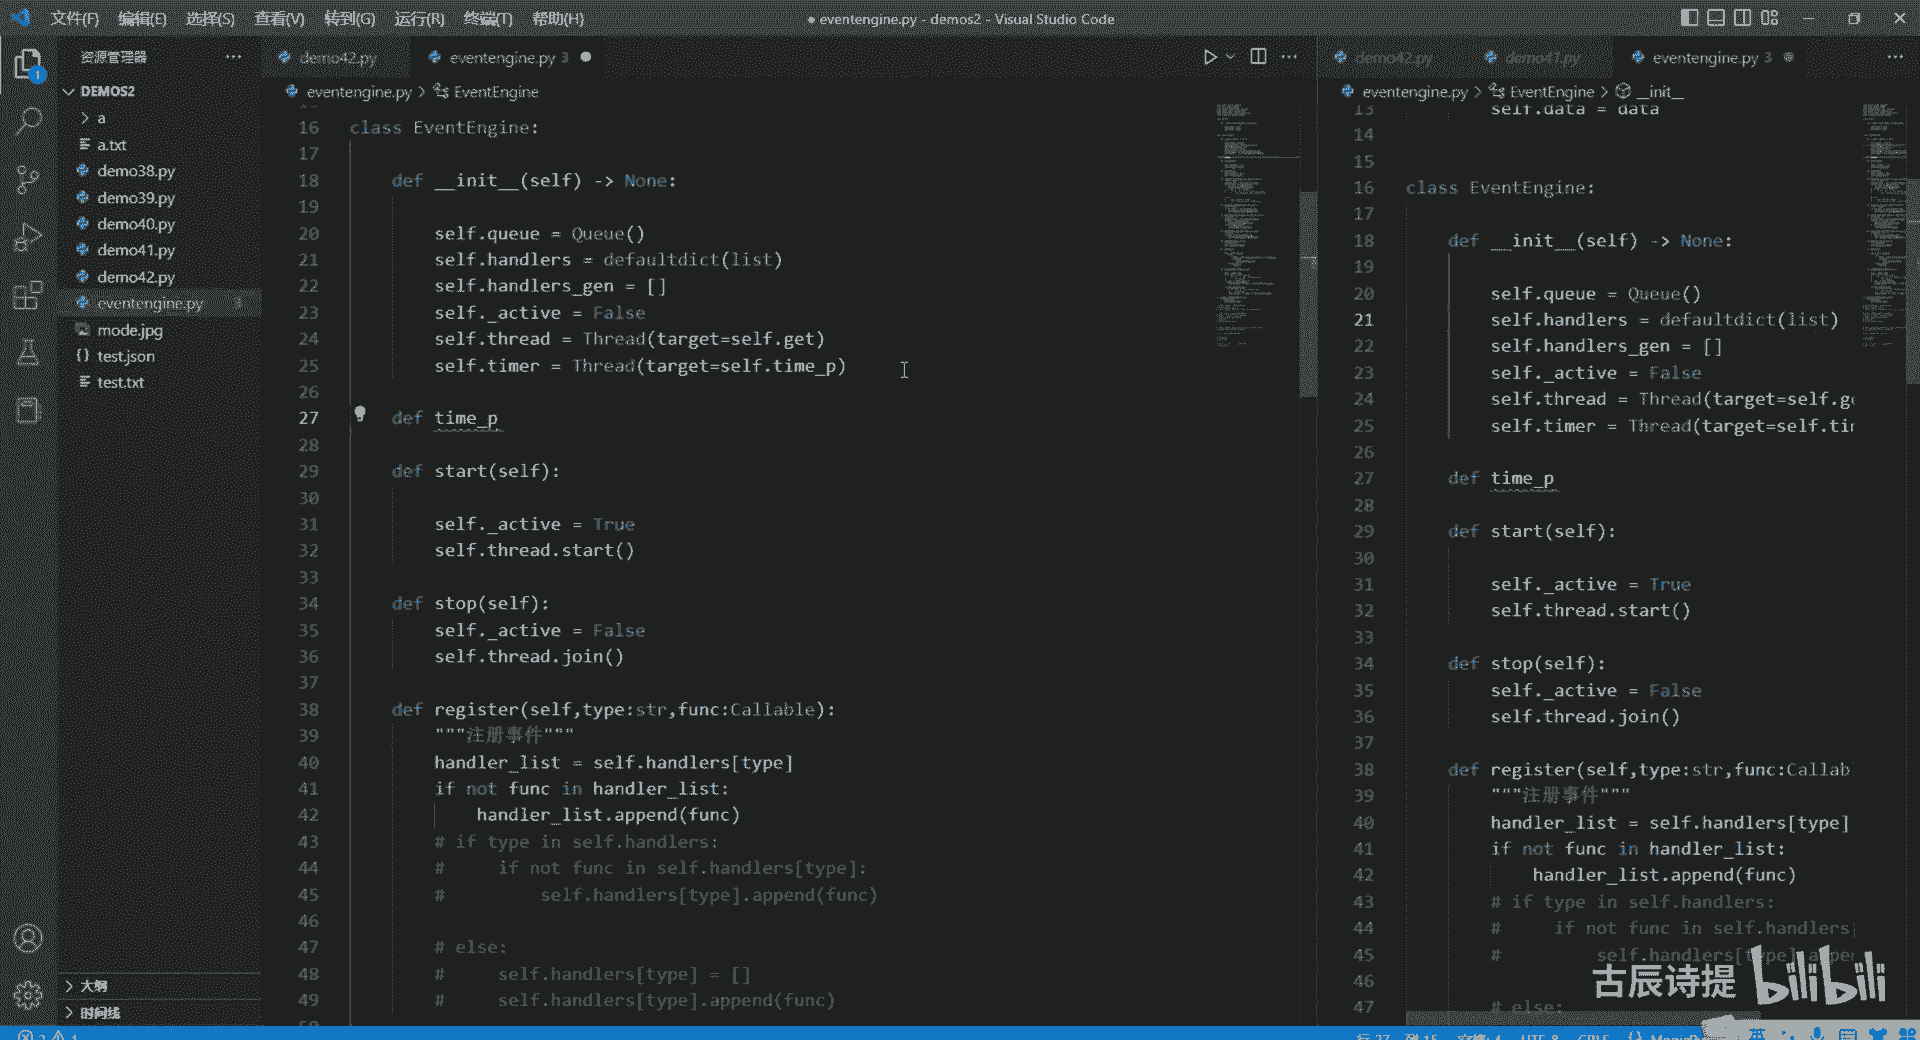 文件(F) 编辑(E) 选择(S) 查看(V) 转到(G) 运行(R) 终端(T) 帮助(H)
● eventengine.py - demos2 - Visual Studio Code
资源管理器
DEMOS2
a
a.txt
demo38.py
demo39.py
demo40.py
demo41.py
demo42.py
eventengine.py 3
mode.jpg
test.json
test.txt
大纲
时间线
1
demo42.py
eventengine.py 3
eventengine.py > EventEngine
16 class EventEngine:
17
18 def __init__(self) -> None:
19
20 self.queue = Queue()
21 self.handlers = defaultdict(list)
22 self.handlers_gen = []
23 self._active = False
24 self.thread = Thread(target=self.get)
25 self.timer = Thread(target=self.time_p)
26
27 def time_p
28
29 def start(self):
30
31 self._active = True
32 self.thread.start()
33
34 def stop(self):
35 self._active = False
36 self.thread.join()
37
38 def register(self,type:str,func:Callable):
39 """注册事件"""
40 handler_list = self.handlers[type]
41 if not func in handler_list:
42 handler_list.append(func)
43 # if type in self.handlers:
44 # if not func in self.handlers[type]:
45 # self.handlers[type].append(func)
46
47 # else:
48 # self.handlers[type] = []
49 # self.handlers[type].append(func)
demo42.py
demo41.py
eventengine.py 3
eventengine.py > EventEngine > __init__
13 self.data = data
14
15
16 class EventEngine:
17
18 def __init__(self) -> None:
19
20 self.queue = Queue()
21 self.handlers = defaultdict(list)
22 self.handlers_gen = []
23 self._active = False
24 self.thread = Thread(target=self.ge
25 self.timer = Thread(target=self.tim
26
27 def time_p
28
29 def start(self):
30
31 self._active = True
32 self.thread.start()
33
34 def stop(self):
35 self._active = False
36 self.thread.join()
37
38 def register(self,type:str,func:Callab
39 """注册事件"""
40 handler_list = self.handlers[type]
41 if not func in handler_list:
42 handler_list.append(func)
43 # if type in self.handlers:
44 # if not func in self.handlers
45 # self.handlers[type].appe
46
47 # else:
古辰诗提 bilibili